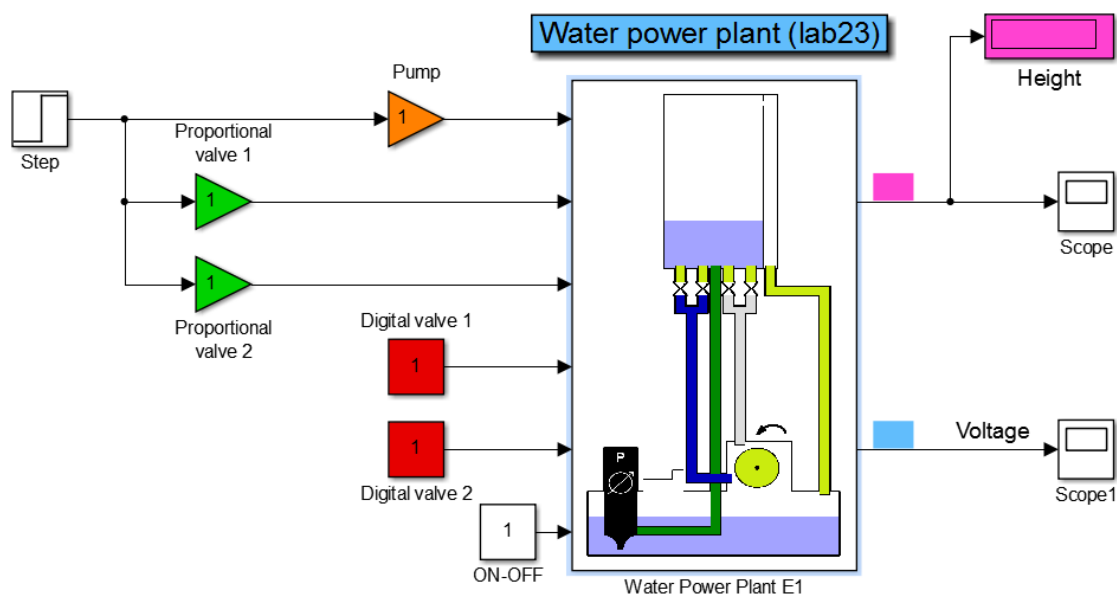 Water power plant (lab23)
Height
Pump
1
Step
Proportional
valve 1
1
Scope
1
Proportional
valve 2
Digital valve 1
1
Voltage
1
P
Scope1
Digital valve 2
1
ON-OFF
Water Power Plant E1